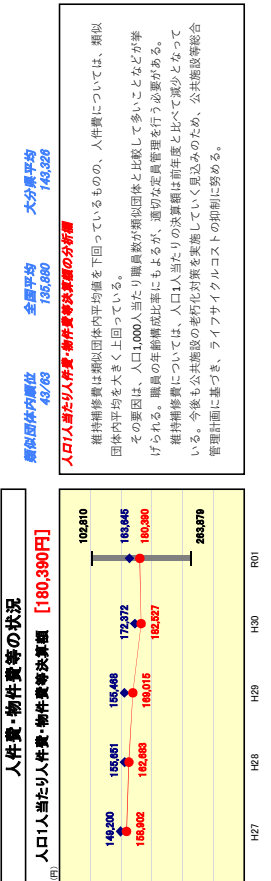 人件費・物件費等の状況
人口1人当たり人件費・物件費等決算額 [180,390円]
(円)
102,810
163,645
180,390
263,879
172,372
182,527
155,468
169,015
155,651
162,683
149,200
158,902
H27 H28 H29 H30 R01
類似団体内順位 全国平均 大分県平均
43/63 135,880 143,326
人口1人当たり人件費・物件費等決算額の分析欄
維持補修費は類似団体内平均値を下回っているものの、人件費については、類似
団体内平均を大きく上回っている。
その要因は、人口1,000人当たり職員数が類似団体と比較して多いことなどが挙
げられる。職員の年齢構成比率にもよるが、適切な定員管理を行う必要がある。
維持補修費については、人口1人当たりの決算額は前年度と比べて減少となって
いる。今後も公共施設の老朽化対策を実施していく見込みのため、公共施設等総合
管理計画に基づき、ライフサイクルコストの抑制に努める。